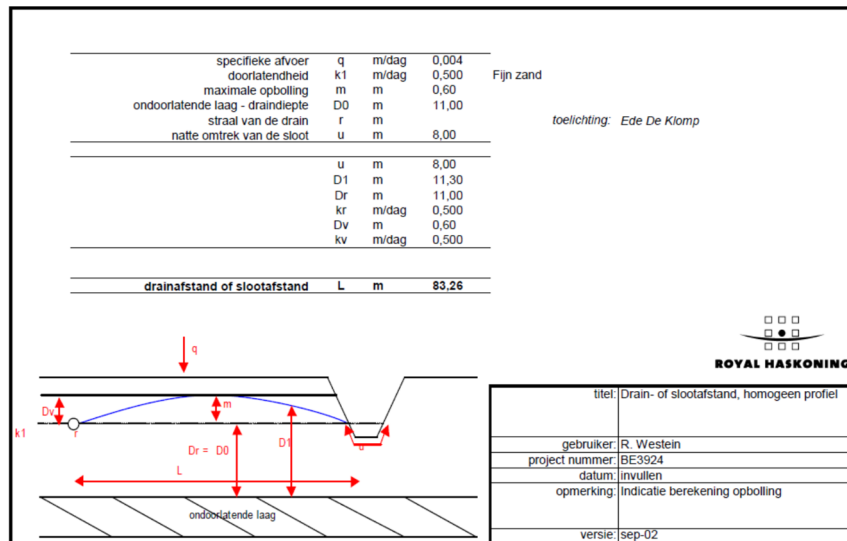 specifieke afvoer q m/dag 0,004
doorlatendheid k1 m/dag 0,500 Fijn zand
maximale opbolling m m 0,60
ondoorlatende laag - draindiepte D0 m 11,00
straal van de drain r m
toelichting: Ede De Klomp
natte omtrek van de sloot u m 8,00
u m 8,00
D1 m 11,30
Dr m 11,00
kr m/dag 0,500
Dv m 0,60
kv m/dag 0,500
drainafstand of slootafstand L m 83,26
q
Dv
m
k1
r
Dr = D0
D1
u
L
ondoorlatende laag
ROYAL HASKONING
titel: Drain- of slootafstand, homogeen profiel
gebruiker: R. Westein
project nummer: BE3924
datum: invullen
opmerking: Indicatie berekening opbolling
versie: sep-02